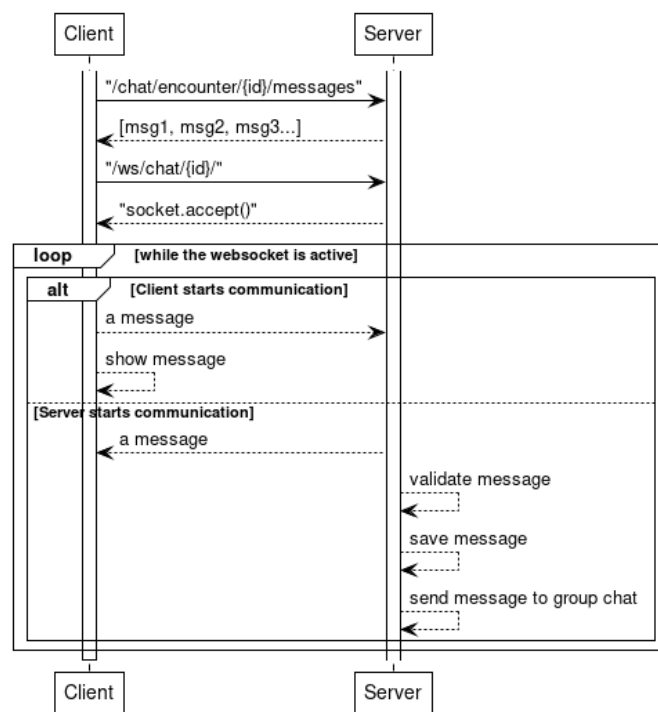 Client Server
"/chat/encounter/{id}/messages"
[msg1, msg2, msg3...]
"/ws/chat/{id}/"
"socket.accept()"
loop [while the websocket is active]
alt [Client starts communication]
a message
show message
[Server starts communication]
a message
validate message
save message
send message to group chat
Client Server